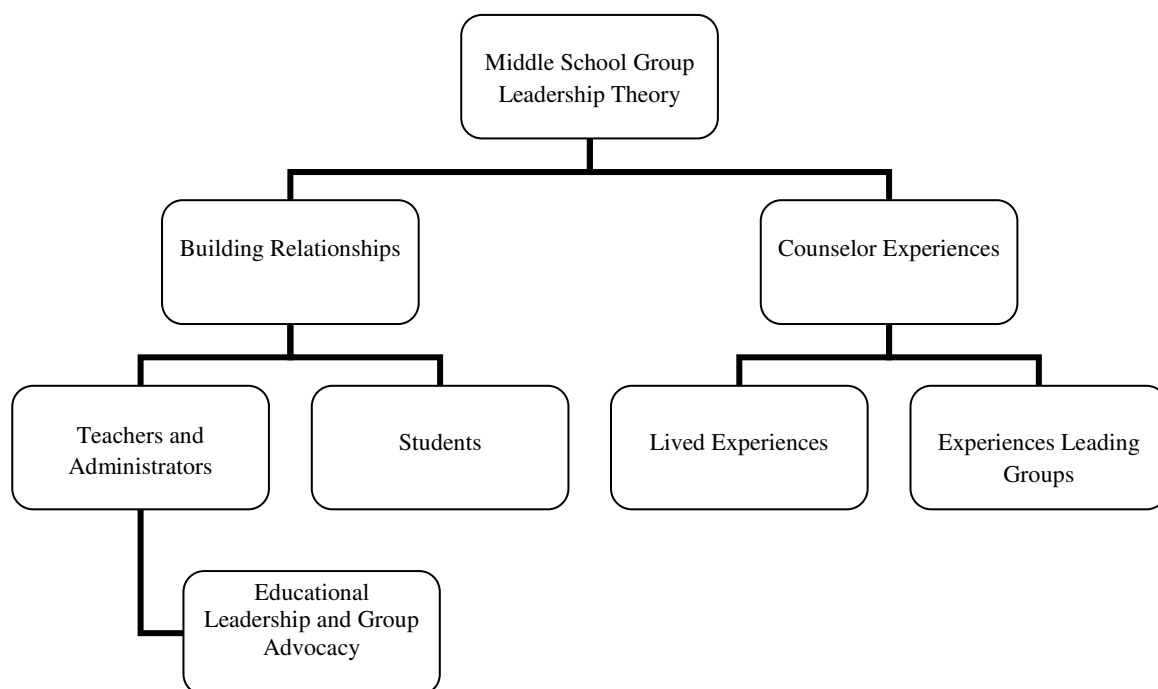 Middle School Group
Leadership Theory
Building Relationships
Counselor Experiences
Teachers and
Administrators
Students
Lived Experiences
Experiences Leading
Groups
Educational
Leadership and Group
Advocacy